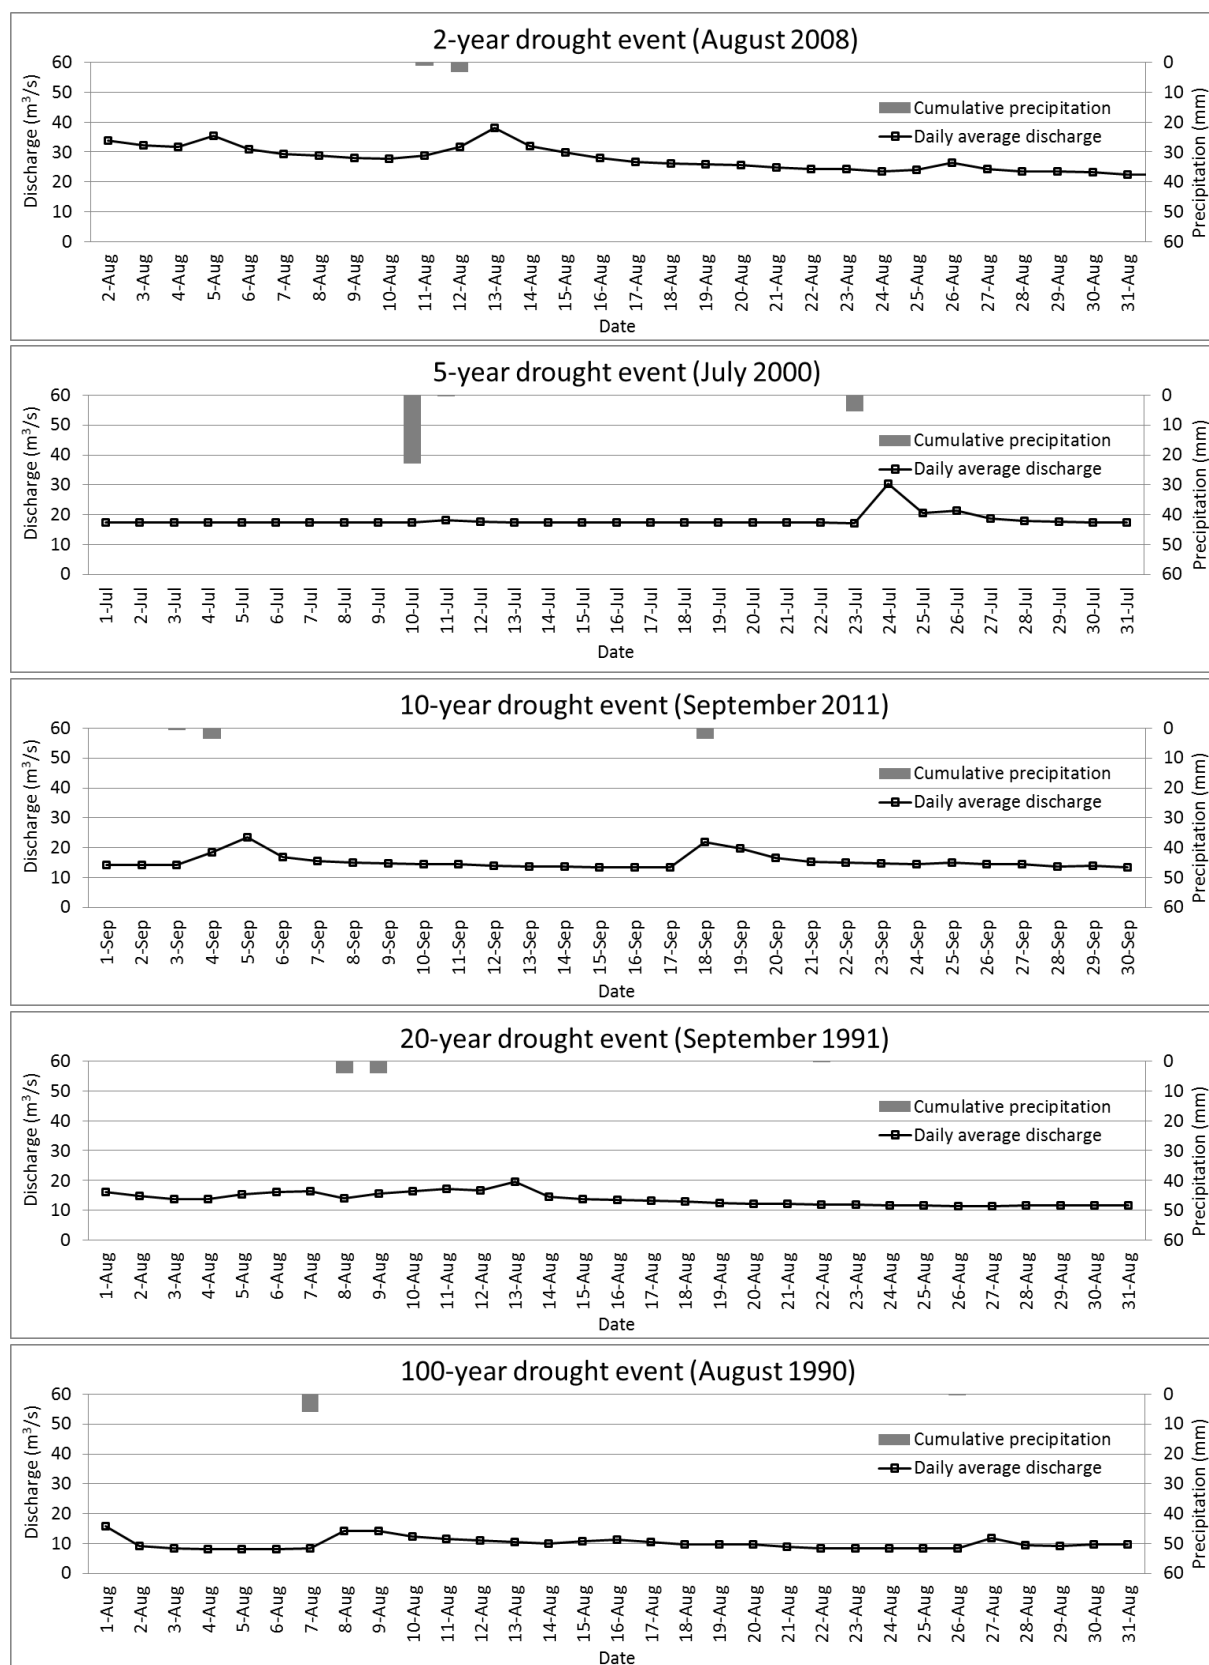 2-year drought event (August 2008)
Discharge (m³/s)
60
50
40
30
20
10
0
Cumulative precipitation
Daily average discharge
0
10
20
30
40
50
60
Precipitation (mm)
2-Aug 3-Aug 4-Aug 5-Aug 6-Aug 7-Aug 8-Aug 9-Aug 10-Aug 11-Aug 12-Aug 13-Aug 14-Aug 15-Aug 16-Aug 17-Aug 18-Aug 19-Aug 20-Aug 21-Aug 22-Aug 23-Aug 24-Aug 25-Aug 26-Aug 27-Aug 28-Aug 29-Aug 30-Aug 31-Aug
Date
5-year drought event (July 2000)
Discharge (m³/s)
60
50
40
30
20
10
0
Cumulative precipitation
Daily average discharge
0
10
20
30
40
50
60
Precipitation (mm)
1-Jul 2-Jul 3-Jul 4-Jul 5-Jul 6-Jul 7-Jul 8-Jul 9-Jul 10-Jul 11-Jul 12-Jul 13-Jul 14-Jul 15-Jul 16-Jul 17-Jul 18-Jul 19-Jul 20-Jul 21-Jul 22-Jul 23-Jul 24-Jul 25-Jul 26-Jul 27-Jul 28-Jul 29-Jul 30-Jul 31-Jul
Date
10-year drought event (September 2011)
Discharge (m³/s)
60
50
40
30
20
10
0
Cumulative precipitation
Daily average discharge
0
10
20
30
40
50
60
Precipitation (mm)
1-Sep 2-Sep 3-Sep 4-Sep 5-Sep 6-Sep 7-Sep 8-Sep 9-Sep 10-Sep 11-Sep 12-Sep 13-Sep 14-Sep 15-Sep 16-Sep 17-Sep 18-Sep 19-Sep 20-Sep 21-Sep 22-Sep 23-Sep 24-Sep 25-Sep 26-Sep 27-Sep 28-Sep 29-Sep 30-Sep
Date
20-year drought event (September 1991)
Discharge (m³/s)
60
50
40
30
20
10
0
Cumulative precipitation
Daily average discharge
0
10
20
30
40
50
60
Precipitation (mm)
1-Aug 2-Aug 3-Aug 4-Aug 5-Aug 6-Aug 7-Aug 8-Aug 9-Aug 10-Aug 11-Aug 12-Aug 13-Aug 14-Aug 15-Aug 16-Aug 17-Aug 18-Aug 19-Aug 20-Aug 21-Aug 22-Aug 23-Aug 24-Aug 25-Aug 26-Aug 27-Aug 28-Aug 29-Aug 30-Aug 31-Aug
Date
100-year drought event (August 1990)
Discharge (m³/s)
60
50
40
30
20
10
0
Cumulative precipitation
Daily average discharge
0
10
20
30
40
50
60
Precipitation (mm)
1-Aug 2-Aug 3-Aug 4-Aug 5-Aug 6-Aug 7-Aug 8-Aug 9-Aug 10-Aug 11-Aug 12-Aug 13-Aug 14-Aug 15-Aug 16-Aug 17-Aug 18-Aug 19-Aug 20-Aug 21-Aug 22-Aug 23-Aug 24-Aug 25-Aug 26-Aug 27-Aug 28-Aug 29-Aug 30-Aug 31-Aug
Date